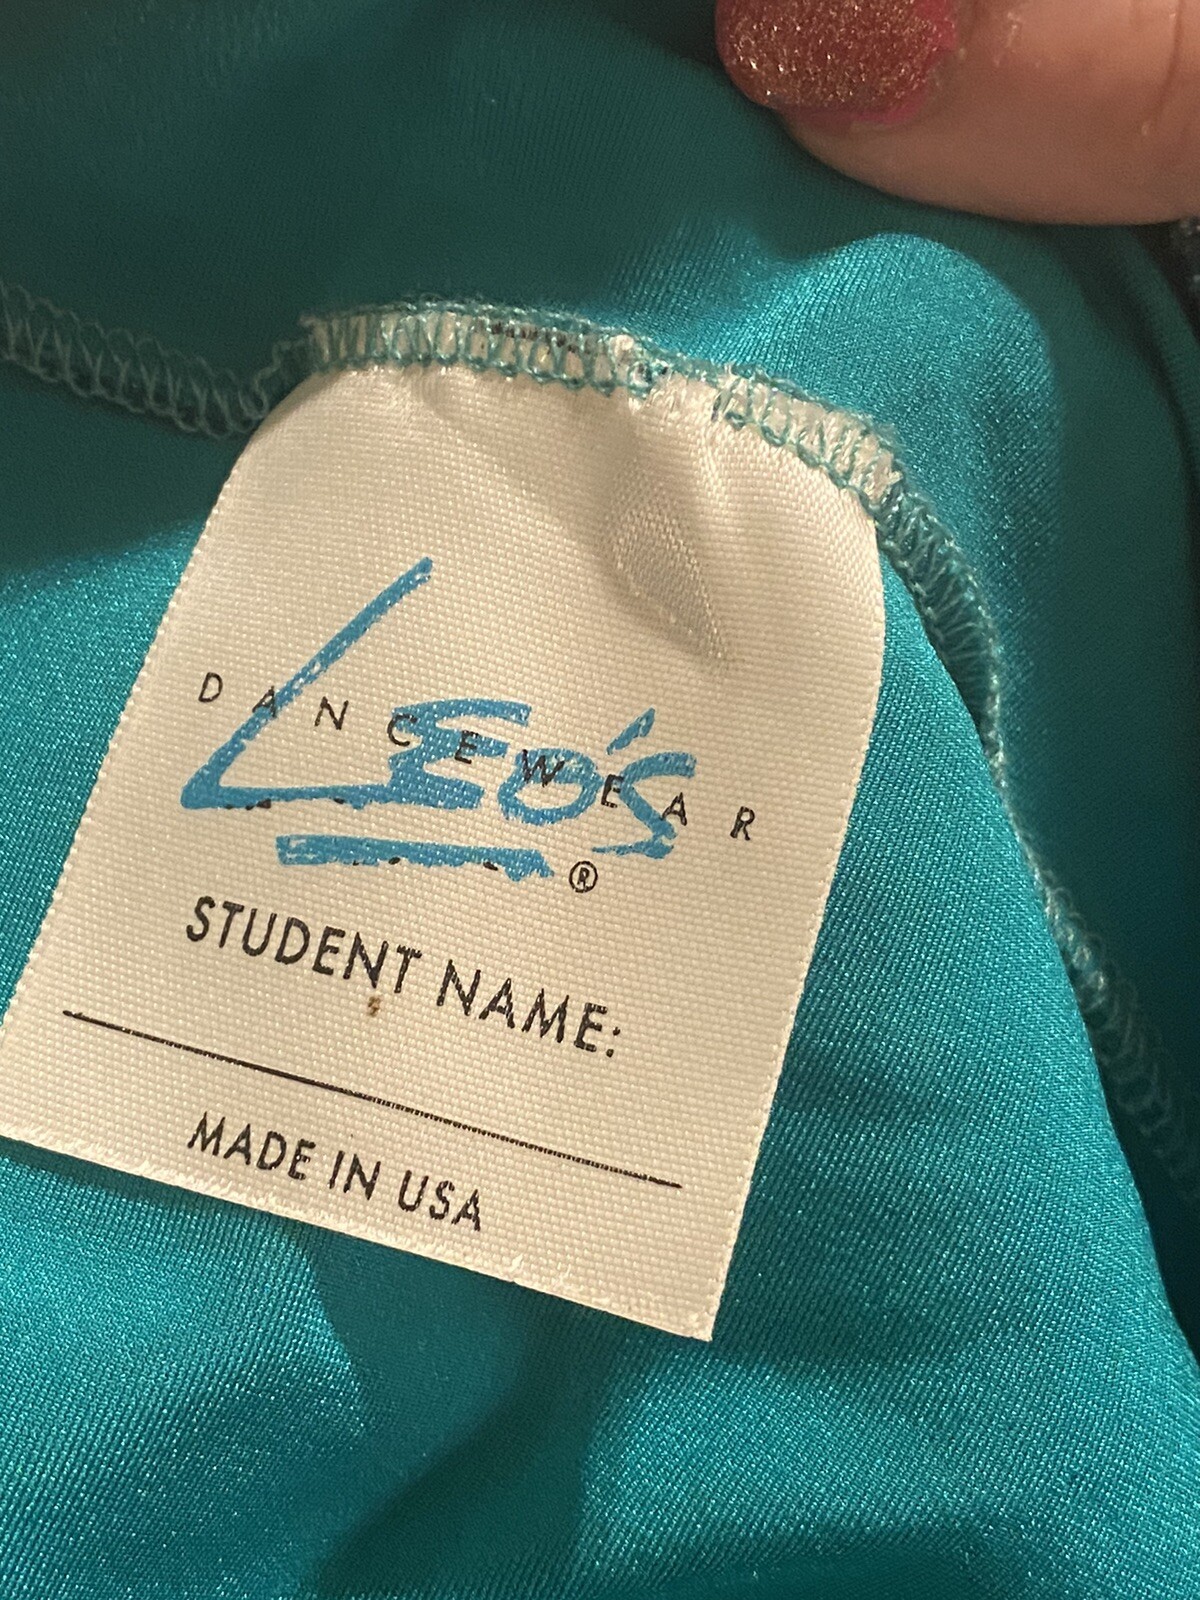 DANCEWEAR
LEO'S®
STUDENT NAME:
MADE IN USA